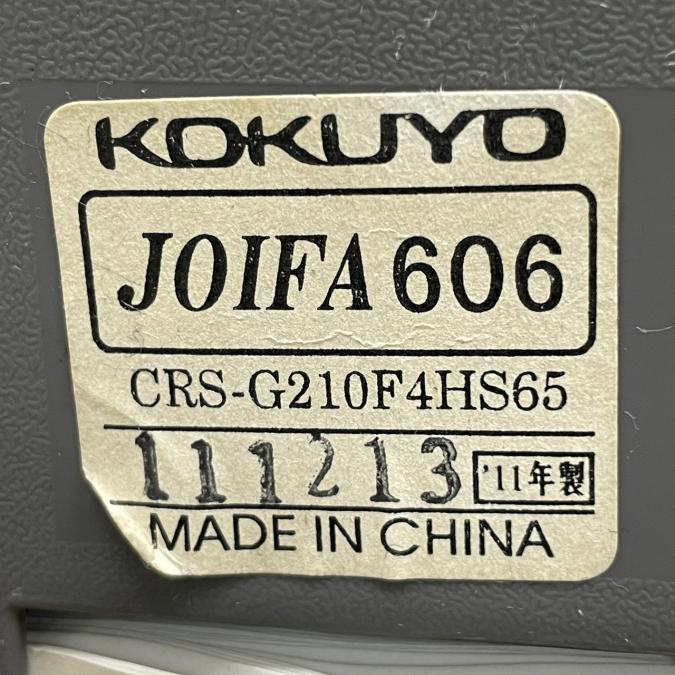 KOKUYO
JOIFA 606
CRS-G210F4HS65
111213 '11年製
MADE IN CHINA